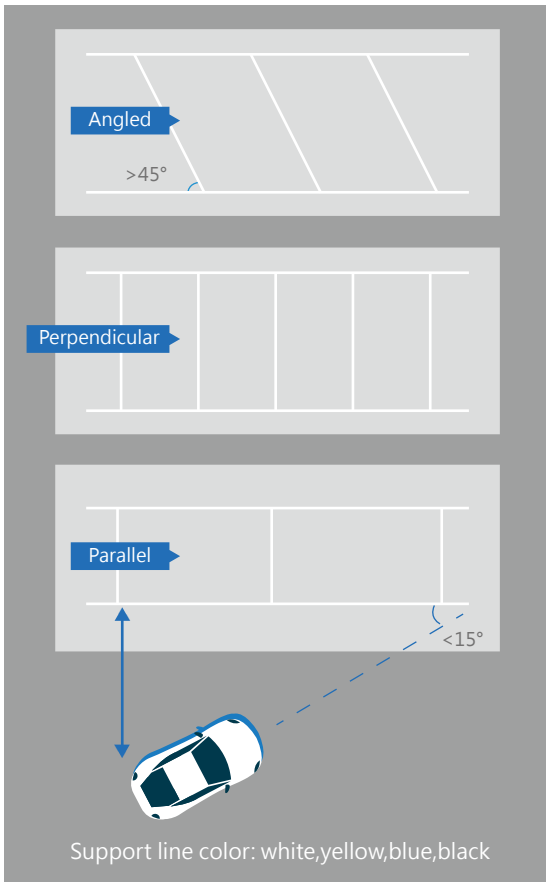 Angled
>45°
Perpendicular
Parallel
<15°
Support line color: white,yellow,blue,black